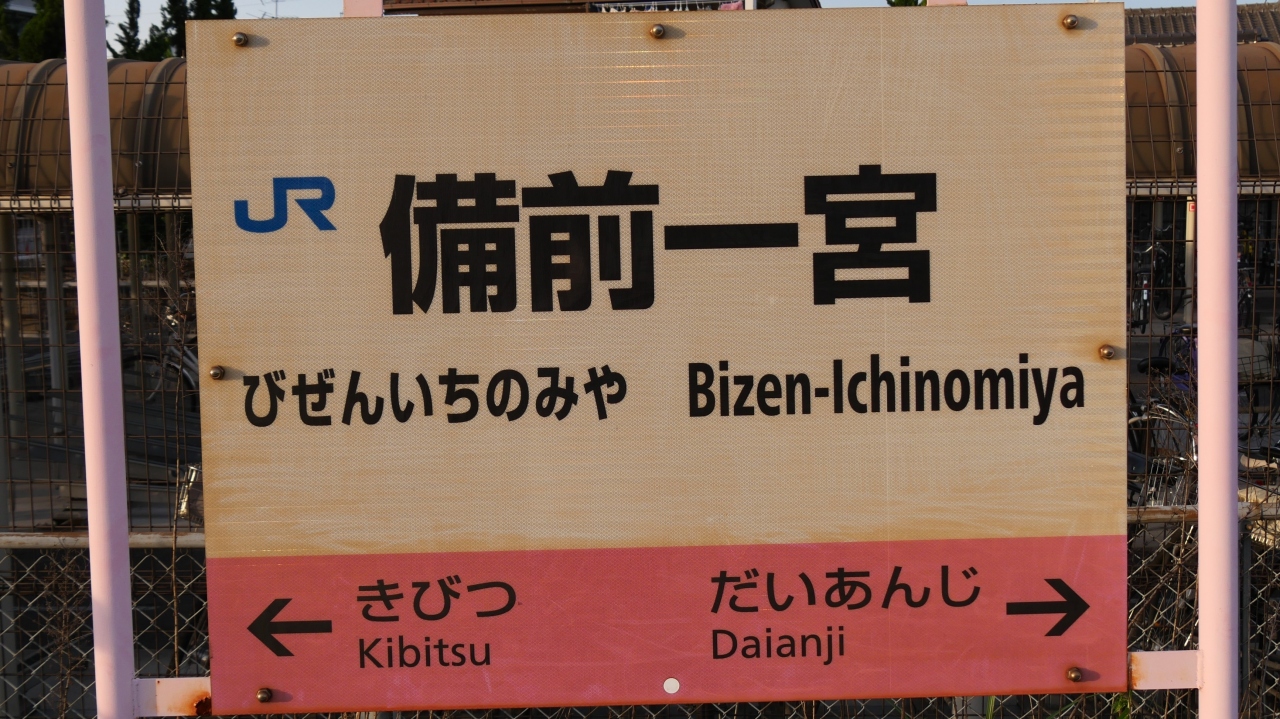 JR 備前一宮
びぜんいちのみや Bizen-Ichinomiya
← きびつ だいあんじ →
Kibitsu Daianji